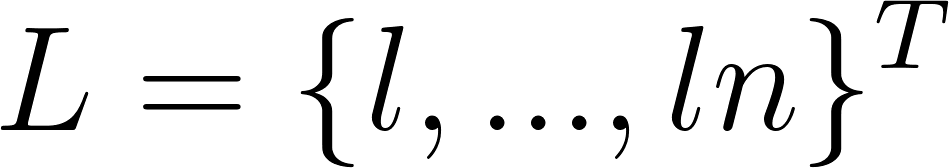 L = {l, ..., ln}^T